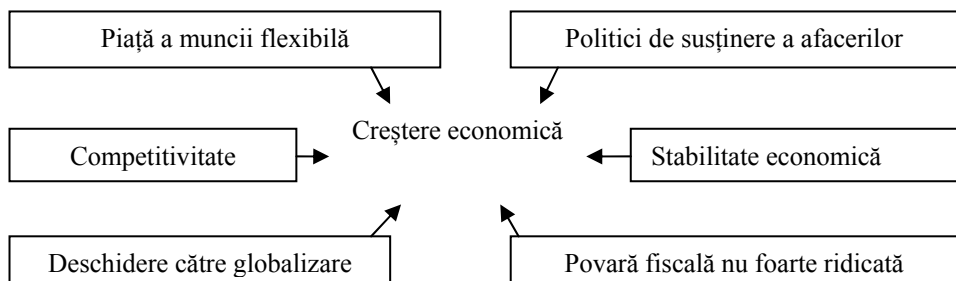 Piață a muncii flexibilă
Politici de susținere a afacerilor
Creștere economică
Competitivitate
Stabilitate economică
Deschidere către globalizare
Povară fiscală nu foarte ridicată